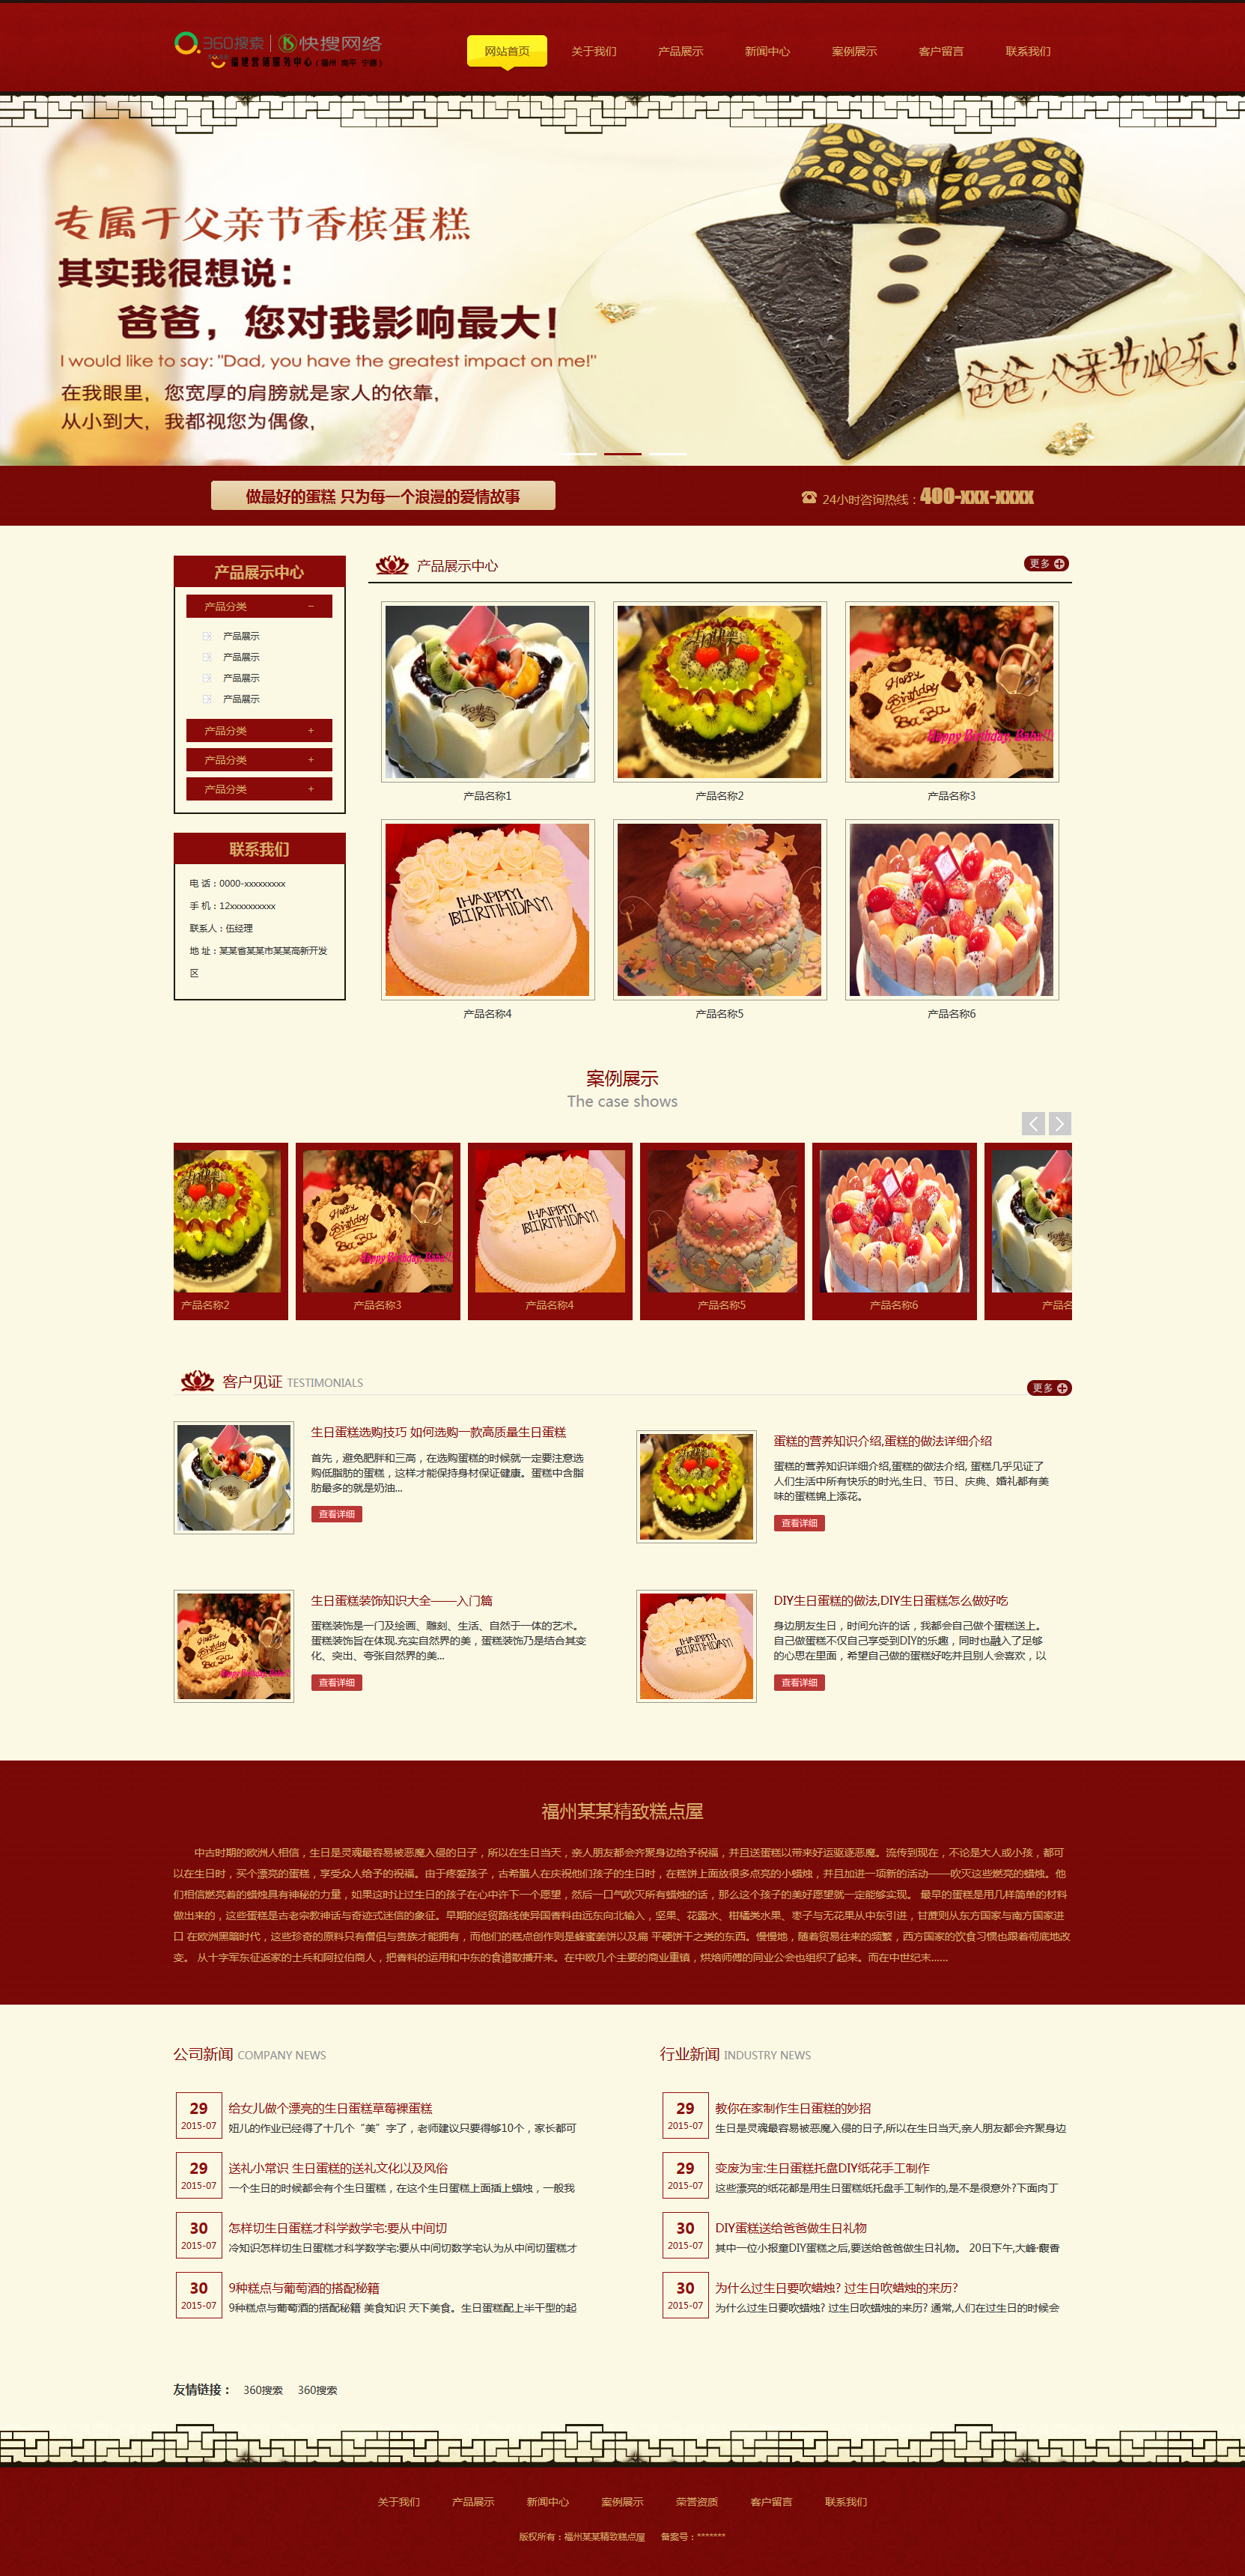 360搜索 快搜网络
福建营销服务中心（福州 南平 宁德）
网站首页 关于我们 产品展示 新闻中心 案例展示 客户留言 联系我们
专属于父亲节香槟蛋糕
其实我很想说：
爸爸，您对我影响最大！
I would like to say: "Dad, you have the greatest impact on me!"
在我眼里，您宽厚的肩膀就是家人的依靠，
从小到大，我都视您为偶像，
爸爸,父亲节快乐！
做最好的蛋糕 只为每一个浪漫的爱情故事
24小时咨询热线：400-xxx-xxxx
产品展示中心
产品分类 −
产品展示
产品展示
产品展示
产品展示
产品分类 +
产品分类 +
产品分类 +
联系我们
电 话：0000-xxxxxxxxx
手 机：12xxxxxxxxxx
联系人：伍经理
地 址：某某省某某市某某高新开发
区
产品展示中心 更多
生日快乐
Happy
Birthday
Ba Ba
Happy Birthday, Baba!!!
产品名称1 产品名称2 产品名称3
HAPPY
BIRTHDAY
产品名称4 产品名称5 产品名称6
案例展示
The case shows
Happy
Birthday
Ba Ba
Happy Birthday, Baba!!!
HAPPY
BIRTHDAY
产品名称2 产品名称3 产品名称4 产品名称5 产品名称6 产品名
客户见证 TESTIMONIALS 更多
生日蛋糕选购技巧 如何选购一款高质量生日蛋糕
首先，避免肥胖和三高，在选购蛋糕的时候就一定要注意选
购低脂肪的蛋糕，这样才能保持身材保证健康。蛋糕中含脂
肪最多的就是奶油...
查看详细
蛋糕的营养知识介绍,蛋糕的做法详细介绍
蛋糕的营养知识详细介绍,蛋糕的做法介绍, 蛋糕几乎见证了
人们生活中所有快乐的时光,生日、节日、庆典、婚礼都有美
味的蛋糕锦上添花。
查看详细
生日蛋糕装饰知识大全——入门篇
蛋糕装饰是一门及绘画、雕刻、生活、自然于一体的艺术。
蛋糕装饰旨在体现.充实自然界的美，蛋糕装饰乃是结合其变
化、突出、夸张自然界的美...
查看详细
DIY生日蛋糕的做法,DIY生日蛋糕怎么做好吃
身边朋友生日，时间允许的话，我都会自己做个蛋糕送上。
自己做蛋糕不仅自己享受到DIY的乐趣，同时也融入了足够
的心思在里面，希望自己做的蛋糕好吃并且别人会喜欢，以
查看详细
福州某某精致糕点屋
中古时期的欧洲人相信，生日是灵魂最容易被恶魔入侵的日子，所以在生日当天，亲人朋友都会齐聚身边给予祝福，并且送蛋糕以带来好运驱逐恶魔。流传到现在，不论是大人或小孩，都可
以在生日时，买个漂亮的蛋糕，享受众人给予的祝福。由于疼爱孩子，古希腊人在庆祝他们孩子的生日时，在糕饼上面放很多点亮的小蜡烛，并且加进一项新的活动——吹灭这些燃亮的蜡烛。他
们相信燃亮着的蜡烛具有神秘的力量，如果这时让过生日的孩子在心中许下一个愿望，然后一口气吹灭所有蜡烛的话，那么这个孩子的美好愿望就一定能够实现。 最早的蛋糕是用几样简单的材料
做出来的，这些蛋糕是古老宗教神话与奇迹式迷信的象征。早期的经贸路线使异国香料由远东向北输入，坚果、花露水、柑橘类水果、枣子与无花果从中东引进，甘蔗则从东方国家与南方国家进
口 在欧洲黑暗时代，这些珍奇的原料只有僧侣与贵族才能拥有，而他们的糕点创作则是蜂蜜姜饼以及扁 平硬饼干之类的东西。慢慢地，随着贸易往来的频繁，西方国家的饮食习惯也跟着彻底地改
变。 从十字军东征返家的士兵和阿拉伯商人，把香料的运用和中东的食谱散播开来。在中欧几个主要的商业重镇，烘焙师傅的同业公会也组织了起来。而在中世纪末......
公司新闻 COMPANY NEWS
29
2015-07
给女儿做个漂亮的生日蛋糕草莓裸蛋糕
妞儿的作业已经得了十几个“美”字了，老师建议只要得够10个，家长都可
29
2015-07
送礼小常识 生日蛋糕的送礼文化以及风俗
一个生日的时候都会有个生日蛋糕，在这个生日蛋糕上面插上蜡烛，一般我
30
2015-07
怎样切生日蛋糕才科学数学宅:要从中间切
冷知识怎样切生日蛋糕才科学数学宅:要从中间切数学宅认为从中间切蛋糕才
30
2015-07
9种糕点与葡萄酒的搭配秘籍
9种糕点与葡萄酒的搭配秘籍 美食知识 天下美食。生日蛋糕配上半干型的起
行业新闻 INDUSTRY NEWS
29
2015-07
教你在家制作生日蛋糕的妙招
生日是灵魂最容易被恶魔入侵的日子,所以在生日当天,亲人朋友都会齐聚身边
29
2015-07
变废为宝:生日蛋糕托盘DIY纸花手工制作
这些漂亮的纸花都是用生日蛋糕纸托盘手工制作的,是不是很意外?下面肉丁
30
2015-07
DIY蛋糕送给爸爸做生日礼物
其中一位小报童DIY蛋糕之后,要送给爸爸做生日礼物。 20日下午,大峰·馥香
30
2015-07
为什么过生日要吹蜡烛? 过生日吹蜡烛的来历?
为什么过生日要吹蜡烛? 过生日吹蜡烛的来历? 通常,人们在过生日的时候会
友情链接： 360搜索 360搜索
关于我们 产品展示 新闻中心 案例展示 荣誉资质 客户留言 联系我们
版权所有：福州某某精致糕点屋 备案号：*******